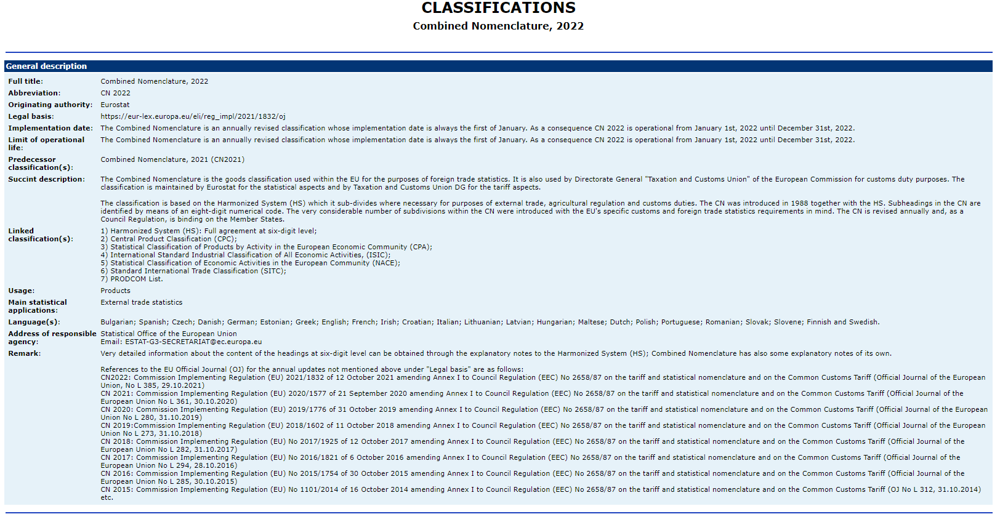 CLASSIFICATIONS
Combined Nomenclature, 2022
General description
Full title: Combined Nomenclature, 2022
Abbreviation: CN 2022
Originating authority: Eurostat
Legal basis: https://eur-lex.europa.eu/eli/reg_impl/2021/1832/oj
Implementation date: The Combined Nomenclature is an annually revised classification whose implementation date is always the first of January. As a consequence CN 2022 is operational from January 1st, 2022 until December 31st, 2022.
Limit of operational The Combined Nomenclature is an annually revised classification whose implementation date is always the first of January. As a consequence CN 2022 is operational from January 1st, 2022 until December 31st, 2022.
life:
Predecessor Combined Nomenclature, 2021 (CN2021)
classification(s):
Succint description: The Combined Nomenclature is the goods classification used within the EU for the purposes of foreign trade statistics. It is also used by Directorate General "Taxation and Customs Union" of the European Commission for customs duty purposes. The
classification is maintained by Eurostat for the statistical aspects and by Taxation and Customs Union DG for the tariff aspects.
The classification is based on the Harmonized System (HS) which it sub-divides where necessary for purposes of external trade, agricultural regulation and customs duties. The CN was introduced in 1988 together with the HS. Subheadings in the CN are
identified by means of an eight-digit numerical code. The very considerable number of subdivisions within the CN were introduced with the EU's specific customs and foreign trade statistics requirements in mind. The CN is revised annually and, as a
Council Regulation, is binding on the Member States.
Linked 1) Harmonized System (HS): Full agreement at six-digit level;
classification(s): 2) Central Product Classification (CPC);
3) Statistical Classification of Products by Activity in the European Economic Community (CPA);
4) International Standard Industrial Classification of All Economic Activities, (ISIC);
5) Statistical Classification of Economic Activities in the European Community (NACE);
6) Standard International Trade Classification (SITC);
7) PRODCOM List.
Usage: Products
Main statistical External trade statistics
applications:
Language(s): Bulgarian; Spanish; Czech; Danish; German; Estonian; Greek; English; French; Irish; Croatian; Italian; Lithuanian; Latvian; Hungarian; Maltese; Dutch; Polish; Portuguese; Romanian; Slovak; Slovene; Finnish and Swedish.
Address of responsible Statistical Office of the European Union
agency: Email: ESTAT-G3-SECRETARIAT@ec.europa.eu
Remark: Very detailed information about the content of the headings at six-digit level can be obtained through the explanatory notes to the Harmonized System (HS); Combined Nomenclature has also some explanatory notes of its own.
References to the EU Official Journal (OJ) for the annual updates not mentioned above under "Legal basis" are as follows:
CN2022: Commission Implementing Regulation (EU) 2021/1832 of 12 October 2021 amending Annex I to Council Regulation (EEC) No 2658/87 on the tariff and statistical nomenclature and on the Common Customs Tariff (Official Journal of the European
Union, No L 385, 29.10.2021)
CN 2021: Commission Implementing Regulation (EU) 2020/1577 of 21 September 2020 amending Annex I to Council Regulation (EEC) No 2658/87 on the tariff and statistical nomenclature and on the Common Customs Tariff (Official Journal of the
European Union No L 361, 30.10.2020)
CN 2020: Commission Implementing Regulation (EU) 2019/1776 of 31 October 2019 amending Annex I to Council Regulation (EEC) No 2658/87 on the tariff and statistical nomenclature and on the Common Customs Tariff (Official Journal of the European
Union No L 280, 31.10.2019)
CN 2019:Commission Implementing Regulation (EU) 2018/1602 of 11 October 2018 amending Annex I to Council Regulation (EEC) No 2658/87 on the tariff and statistical nomenclature and on the Common Customs Tariff (Official Journal of the European
Union No L 273, 31.10.2018)
CN 2018: Commission Implementing Regulation (EU) No 2017/1925 of 12 October 2017 amending Annex I to Council Regulation (EEC) No 2658/87 on the tariff and statistical nomenclature and on the Common Customs Tariff (Official Journal of the
European Union No L 282, 31.10.2017)
CN 2017: Commission Implementing Regulation (EU) No 2016/1821 of 6 October 2016 amending Annex I to Council Regulation (EEC) No 2658/87 on the tariff and statistical nomenclature and on the Common Customs Tariff (Official Journal of the
European Union No L 294, 28.10.2016)
CN 2016: Commission Implementing Regulation (EU) No 2015/1754 of 30 October 2015 amending Annex I to Council Regulation (EEC) No 2658/87 on the tariff and statistical nomenclature and on the Common Customs Tariff (Official Journal of the
European Union No L 285, 30.10.2015)
CN 2015: Commission Implementing Regulation (EU) No 1101/2014 of 16 October 2014 amending Annex I to Council Regulation (EEC) No 2658/87 on the tariff and statistical nomenclature and on the Common Customs Tariff (OJ No L 312, 31.10.2014)
etc.